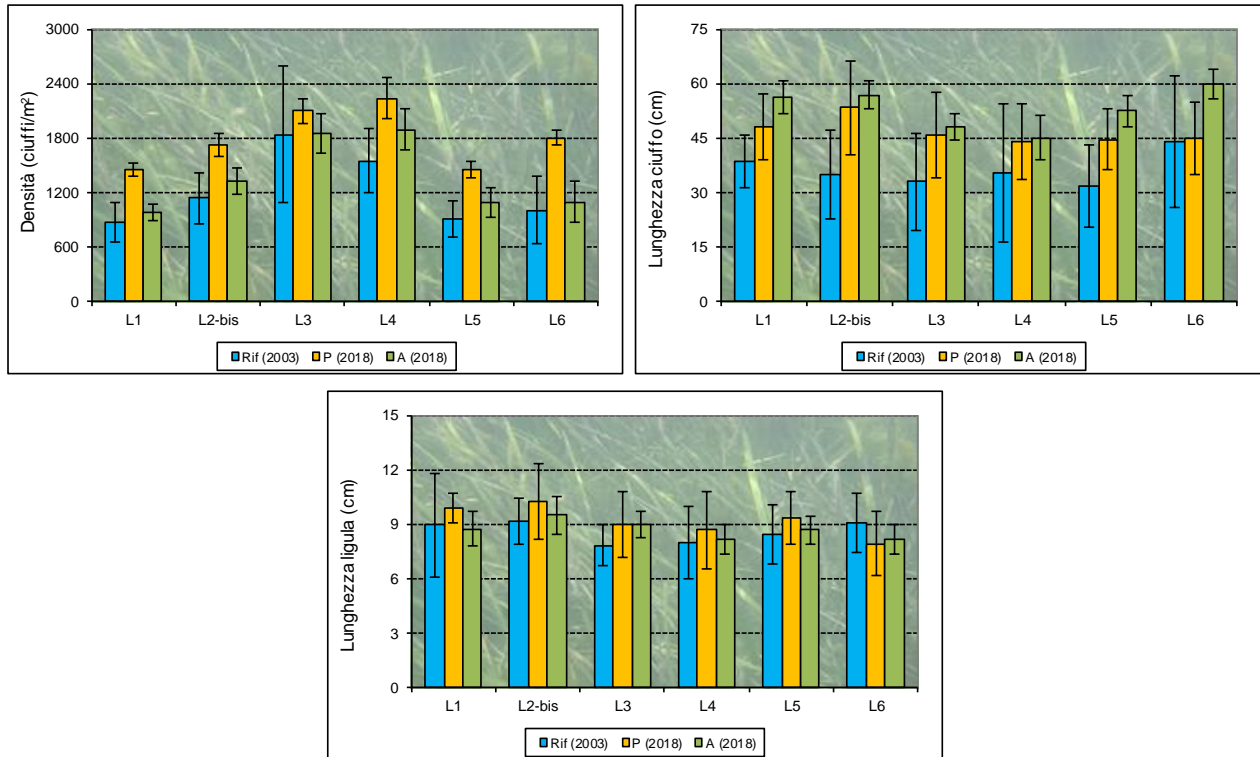 Densità (ciuffi/m²)
3000
2400
1800
1200
600
0
L1 L2-bis L3 L4 L5 L6
Rif (2003) P (2018) A (2018)
Lunghezza ciuffo (cm)
75
60
45
30
15
0
L1 L2-bis L3 L4 L5 L6
Rif (2003) P (2018) A (2018)
Lunghezza ligula (cm)
15
12
9
6
3
0
L1 L2-bis L3 L4 L5 L6
Rif (2003) P (2018) A (2018)